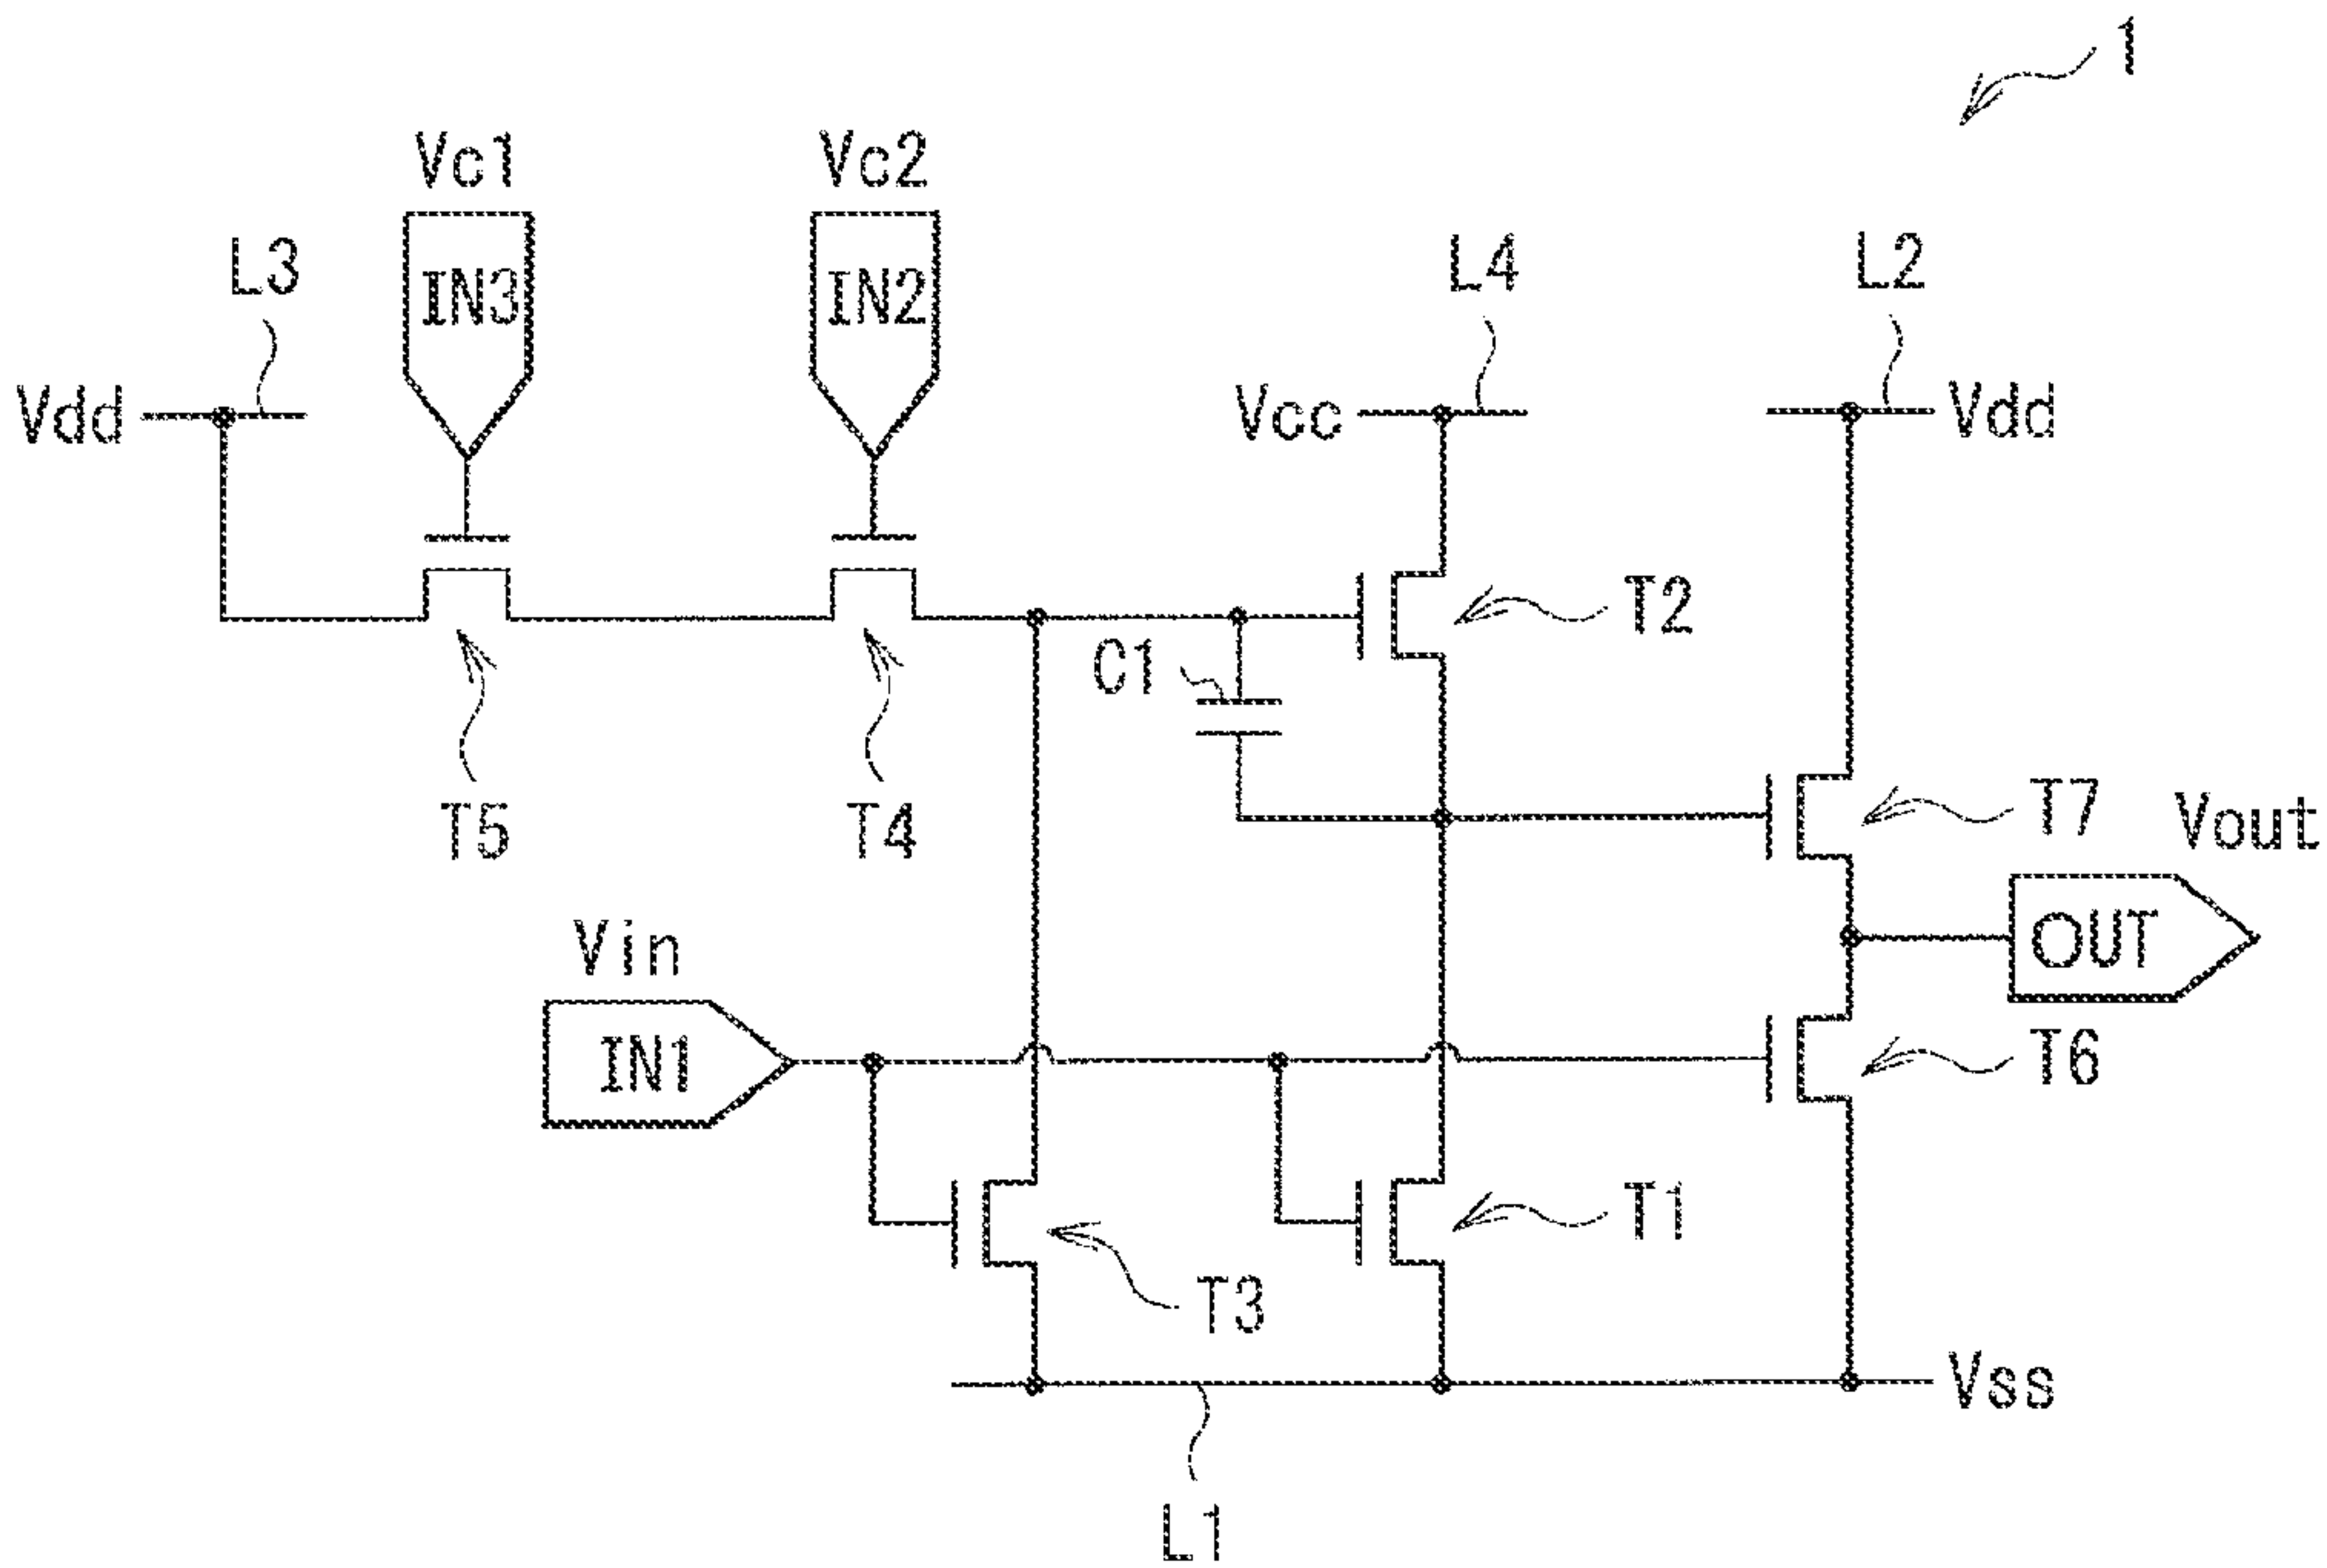 1
Vc1
Vc2
L3
IN3
IN2
L4
L2
Vdd
Vcc
Vdd
T2
C1
T5
T4
T7
Vout
Vin
OUT
IN1
T6
T1
T3
Vss
L1